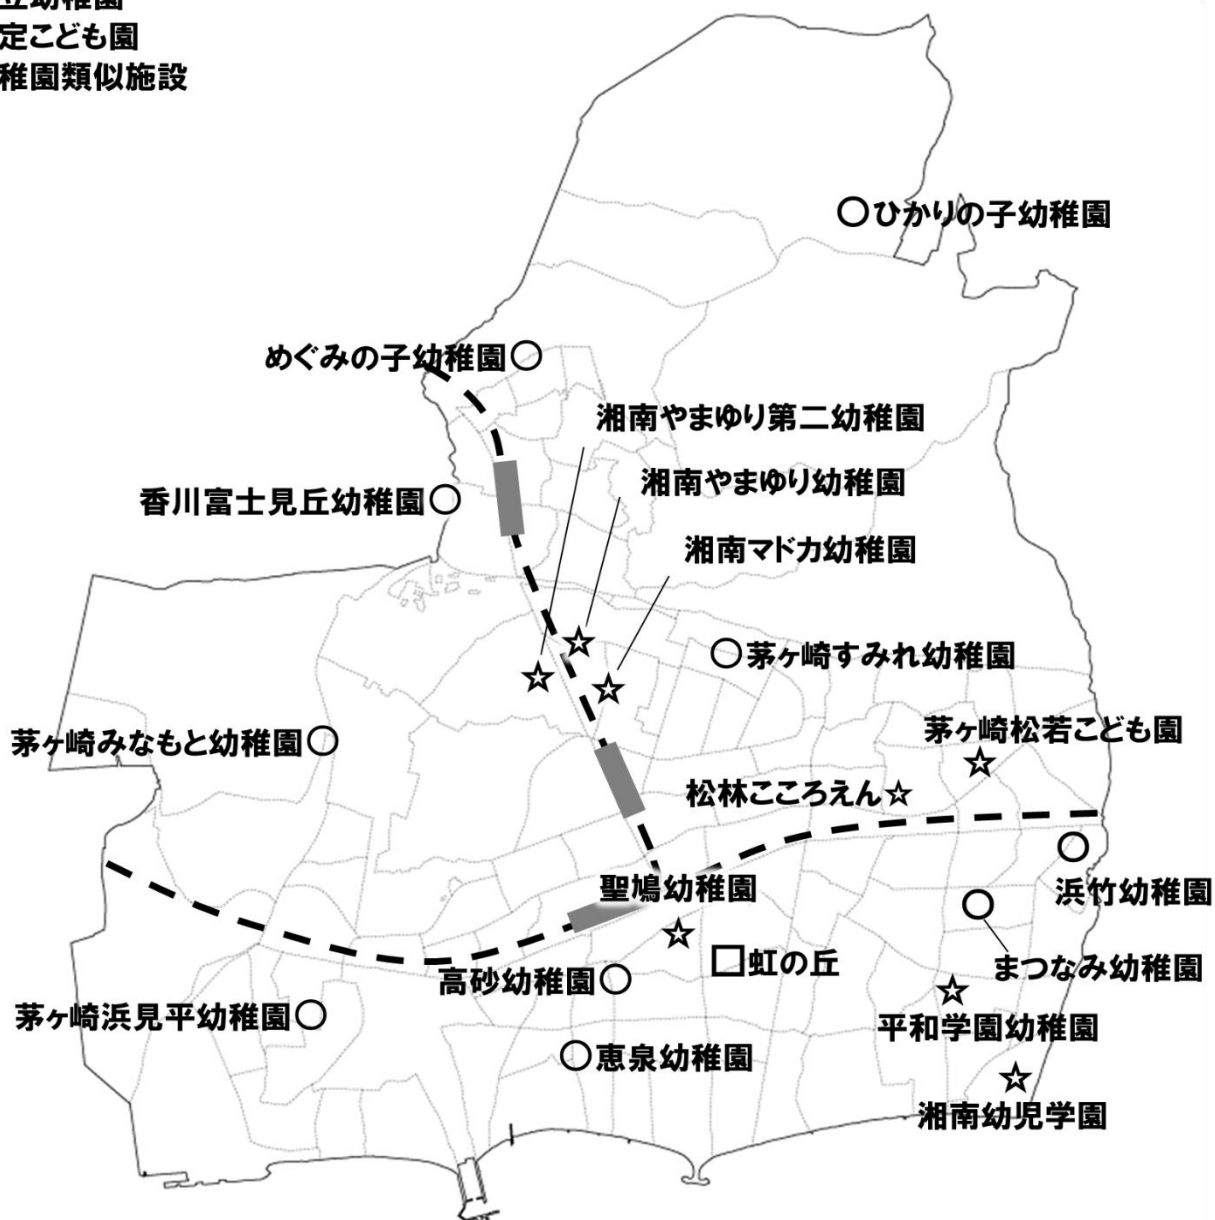 立幼稚園
定こども園
稚園類似施設
ひかりの子幼稚園
めぐみの子幼稚園
湘南やまゆり第二幼稚園
湘南やまゆり幼稚園
香川富士見丘幼稚園
湘南マドカ幼稚園
茅ヶ崎すみれ幼稚園
茅ヶ崎松若こども園
茅ヶ崎みなもと幼稚園
松林こころえん
聖鳩幼稚園
浜竹幼稚園
虹の丘
まつなみ幼稚園
高砂幼稚園
茅ヶ崎浜見平幼稚園
平和学園幼稚園
恵泉幼稚園
湘南幼児学園